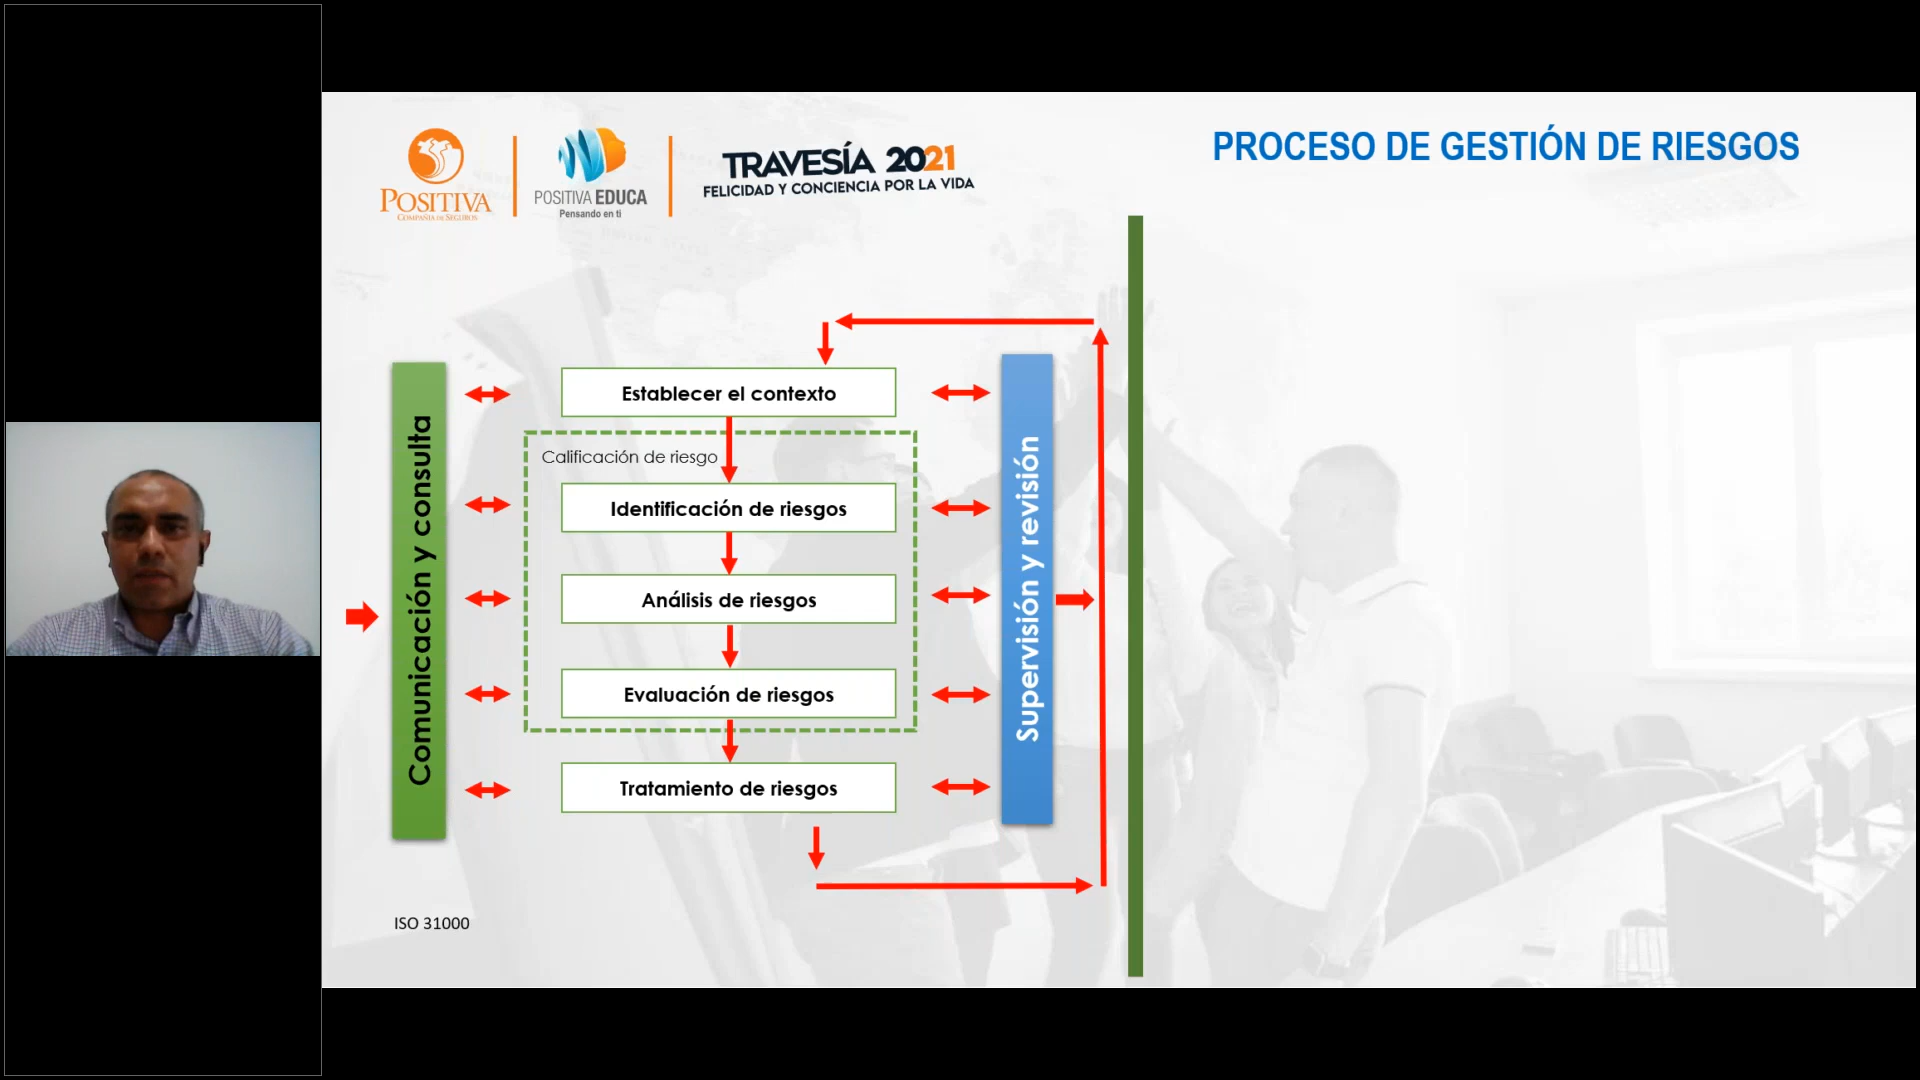 POSITIVA
COMPAÑÍA DE SEGUROS
POSITIVA EDUCA
Pensando en ti
TRAVESÍA 2021
FELICIDAD Y CONCIENCIA POR LA VIDA
PROCESO DE GESTIÓN DE RIESGOS
Comunicación y consulta
Establecer el contexto
Calificación de riesgo
Identificación de riesgos
Análisis de riesgos
Evaluación de riesgos
Tratamiento de riesgos
Supervisión y revisión
ISO 31000